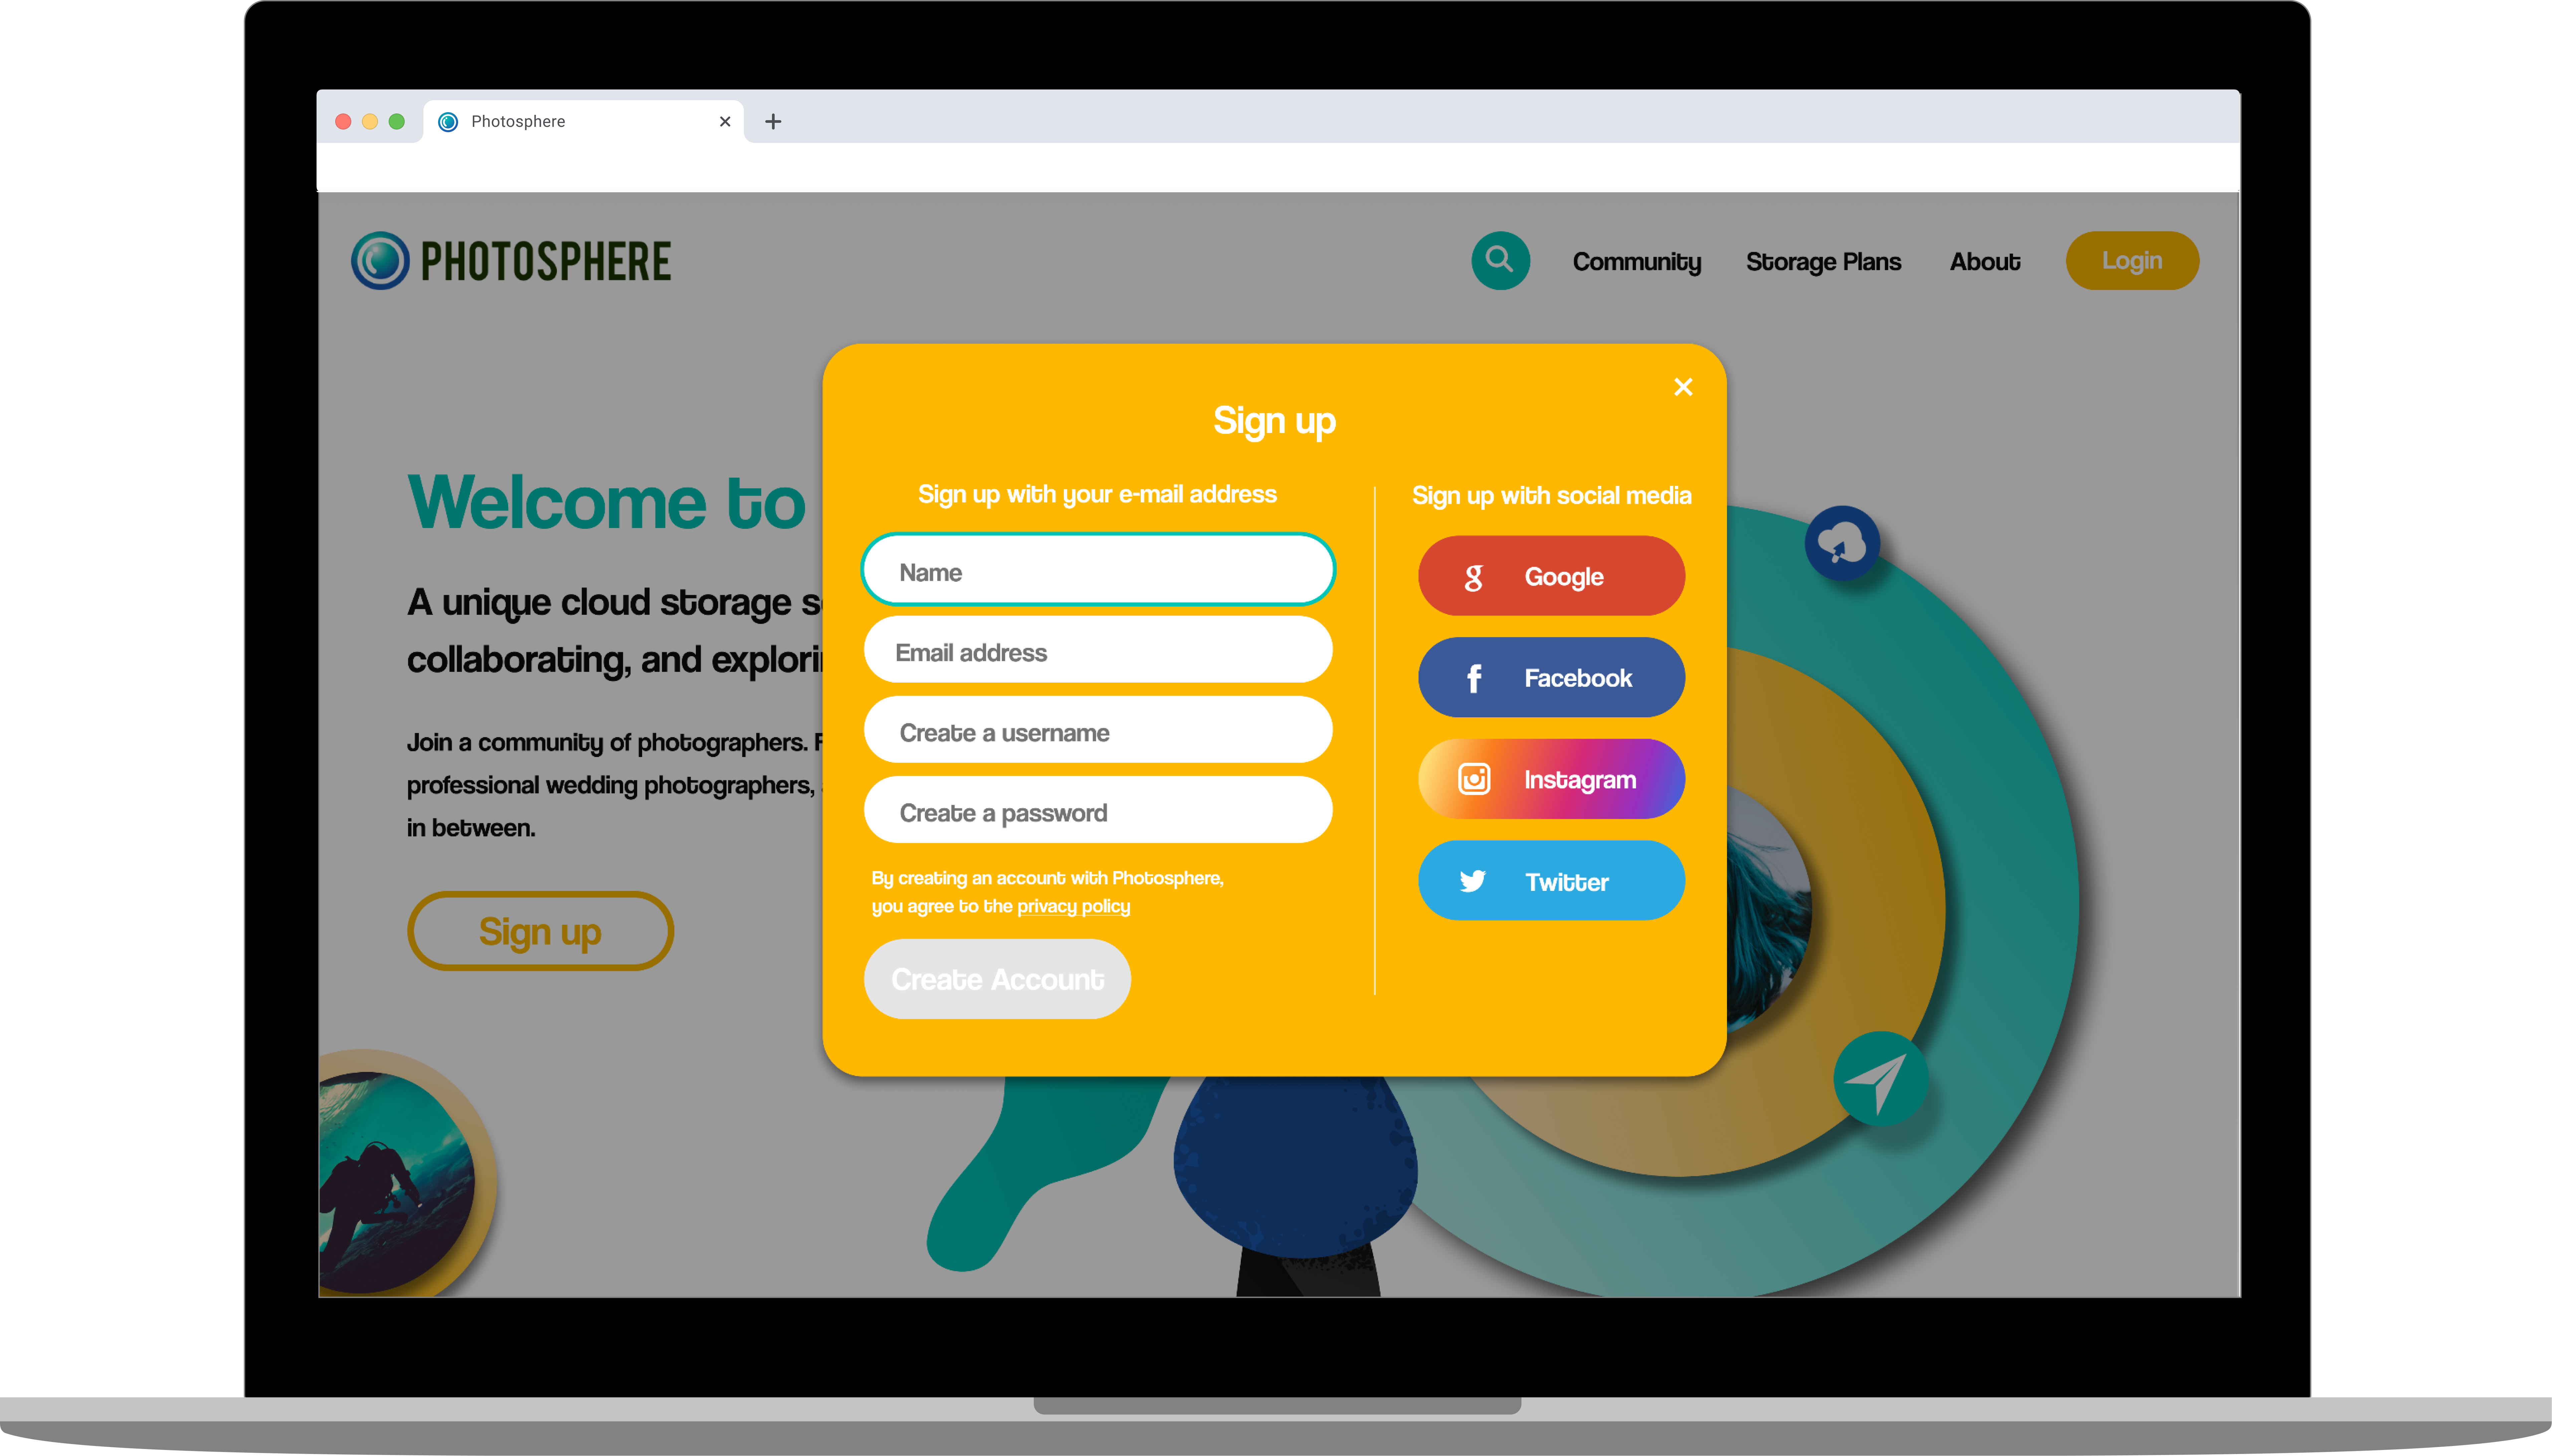 Photosphere
PHOTOSPHERE
Community
Storage Plans
About
Login
Welcome to
A unique cloud storage
collaborating, and
Join a community of photographers.
professional wedding photographers,
in between.
Sign up
Sign up
Sign up with your e-mail address
Name
Email address
Create a username
Create a password
By creating an account with Photosphere,
you agree to the privacy policy
Create Account
Sign up with social media
g Google
f Facebook
Instagram
Twitter